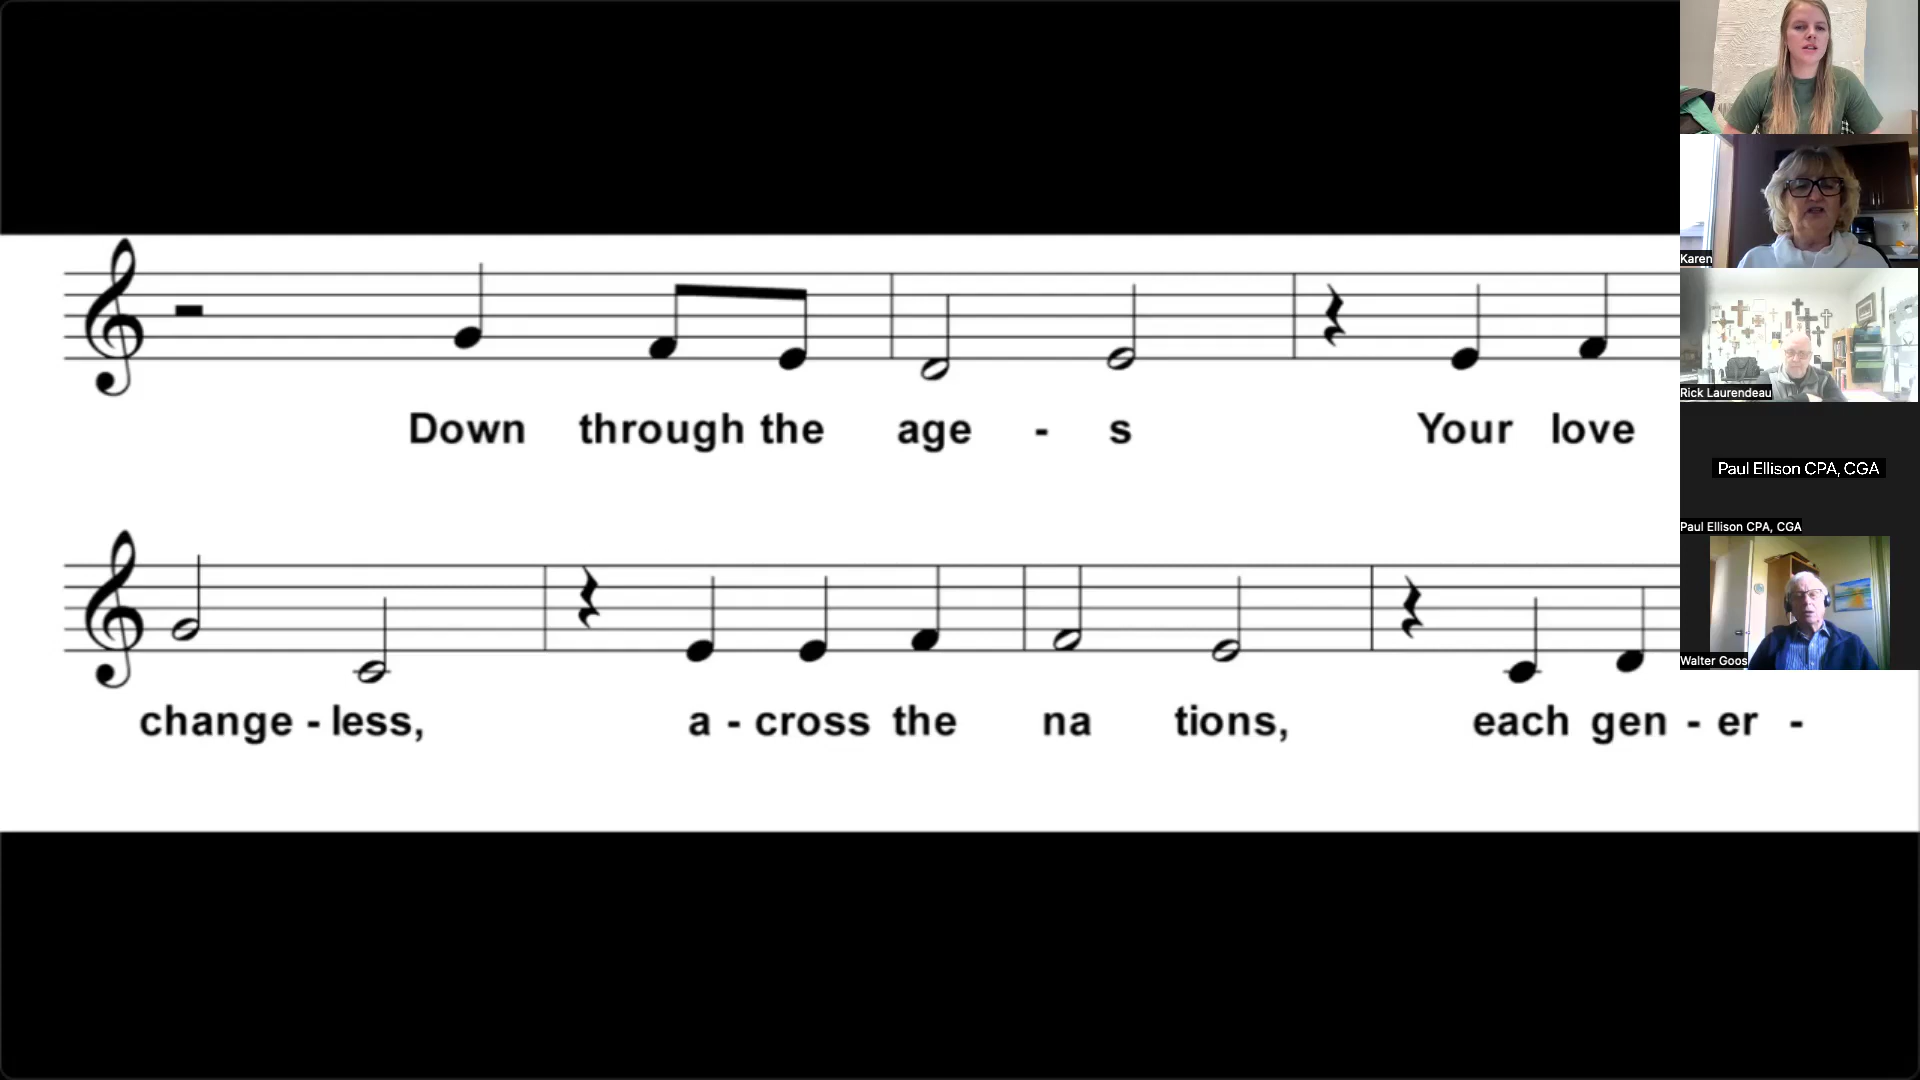 Down through the age - s Your love
change - less, a - cross the na tions, each gen - er -
Karen
Rick Laurendeau
Paul Ellison CPA, CGA
Paul Ellison CPA, CGA
Walter Goos